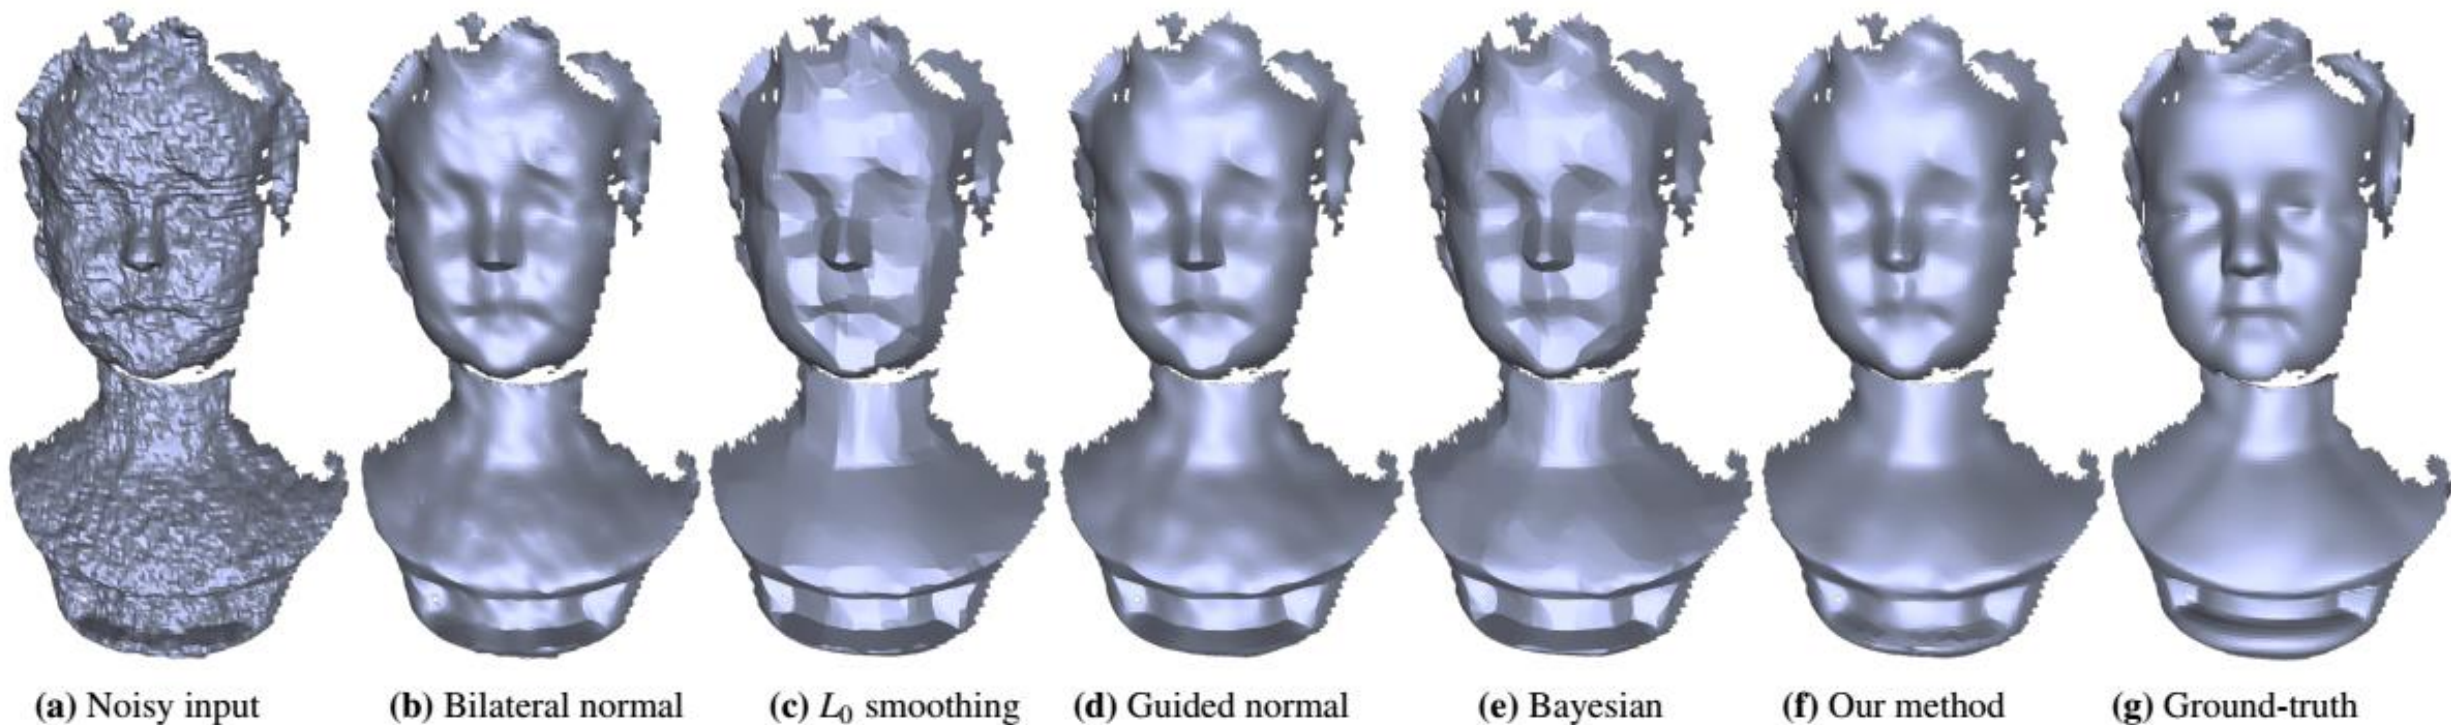 (a) Noisy input (b) Bilateral normal (c) L₀ smoothing (d) Guided normal (e) Bayesian (f) Our method (g) Ground-truth